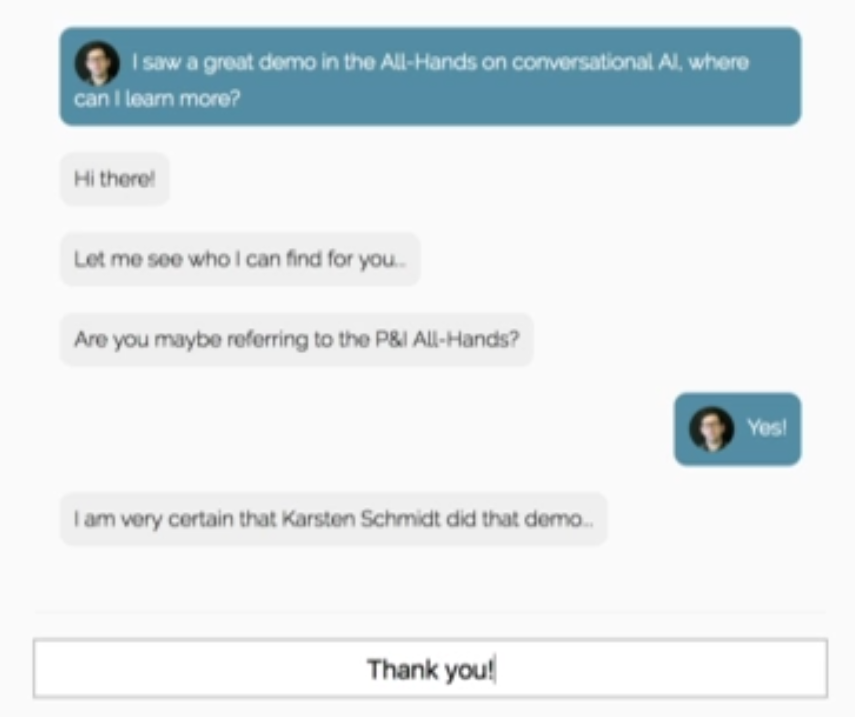 I saw a great demo in the All-Hands on conversational AI, where
can I learn more?
Hi there!
Let me see who I can find for you...
Are you maybe referring to the P&I All-Hands?
Yes!
I am very certain that Karsten Schmidt did that demo...
Thank you!